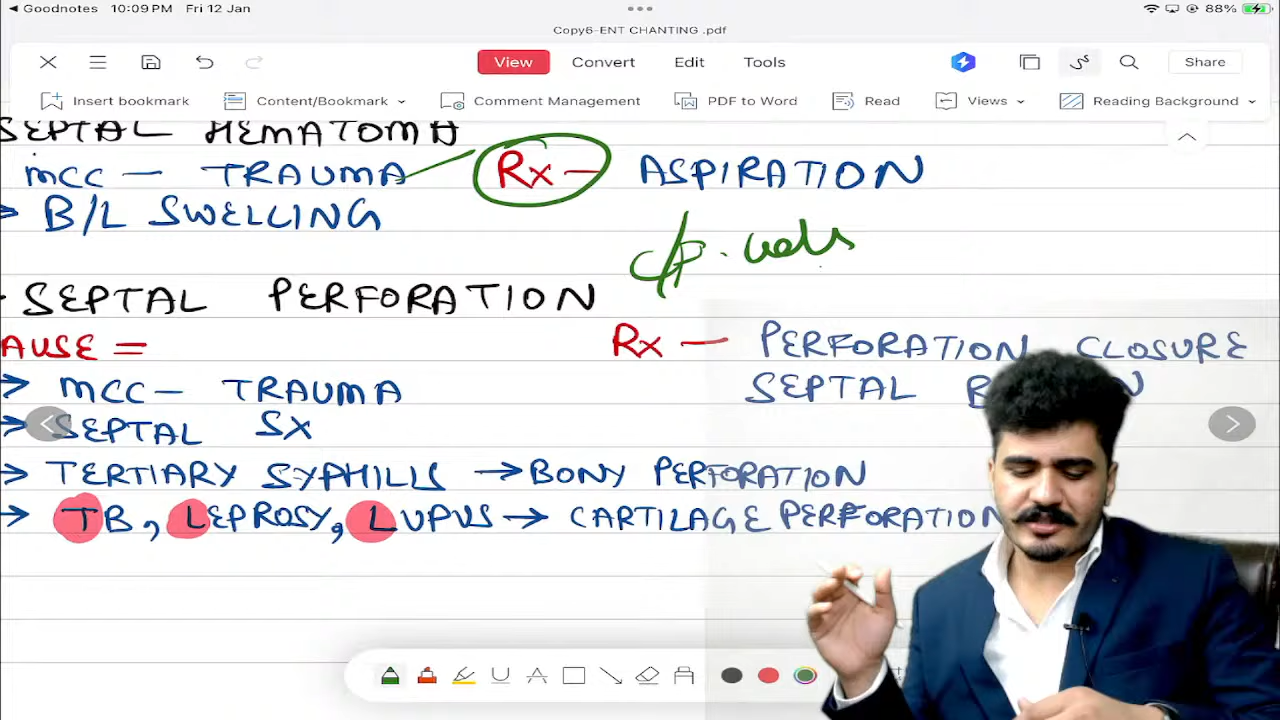 Goodnotes 10:09 PM Fri 12 Jan 88%
Copy6-ENT CHANTING .pdf
View Convert Edit Tools Share
Insert bookmark Content/Bookmark Comment Management PDF to Word Read Views Reading Background
SEPTAL HEMATOMA
MCC — TRAUMA Rx — ASPIRATION
B/L SWELLING
SEPTAL PERFORATION
AUSE =
Rx — PERFORATION CLOSURE
→ MCC — TRAUMA
SEPTAL B
→ SEPTAL SX
→ TERTIARY SYPHILLS → BONY PERFORATION
→ TB, LEPROSY, LUPUS → CARTILAGE PERFORATION